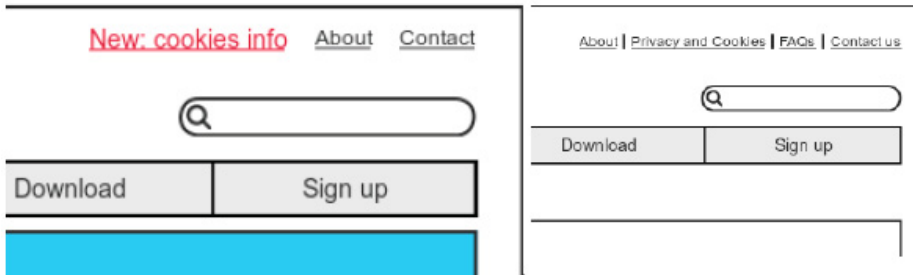 New: cookies info About Contact
Download Sign up
About | Privacy and Cookies | FAQs | Contact us
Download Sign up